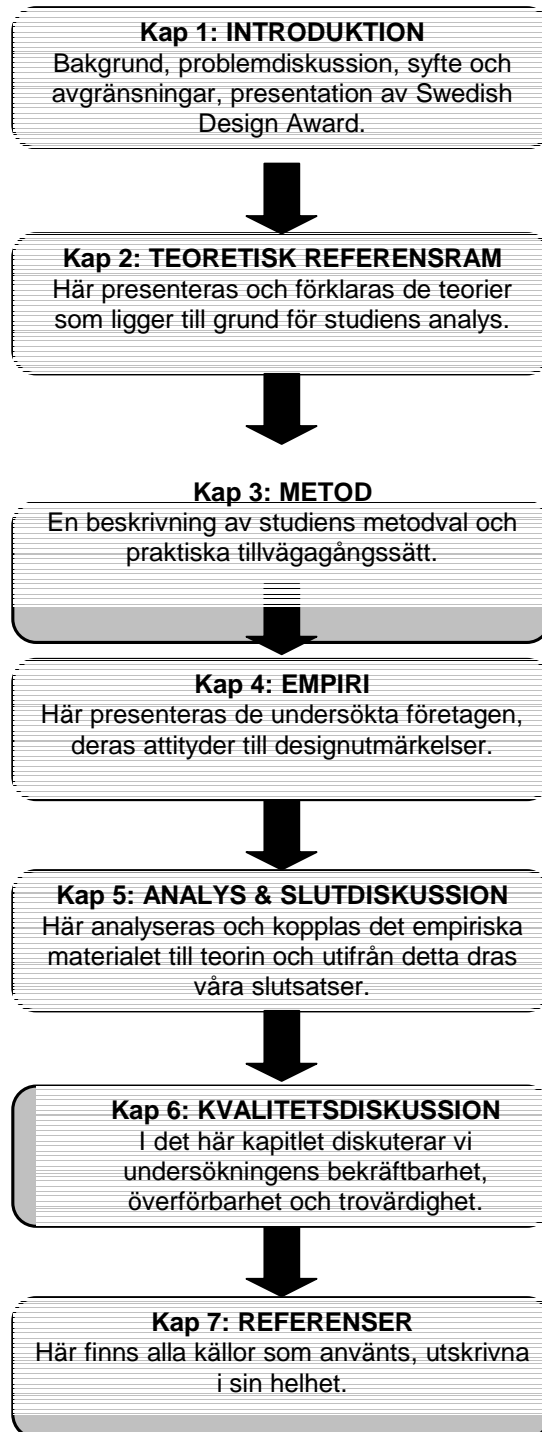 Kap 1: INTRODUKTION
Bakgrund, problemdiskussion, syfte och
avgränsningar, presentation av Swedish
Design Award.
Kap 2: TEORETISK REFERENSRAM
Här presenteras och förklaras de teorier
som ligger till grund för studiens analys.
Kap 3: METOD
En beskrivning av studiens metodval och
praktiska tillvägagångssätt.
Kap 4: EMPIRI
Här presenteras de undersökta företagen,
deras attityder till designutmärkelser.
Kap 5: ANALYS & SLUTDISKUSSION
Här analyseras och kopplas det empiriska
materialet till teorin och utifrån detta dras
våra slutsatser.
Kap 6: KVALITETSDISKUSSION
I det här kapitlet diskuterar vi
undersökningens bekräftbarhet,
överförbarhet och trovärdighet.
Kap 7: REFERENSER
Här finns alla källor som använts, utskrivna
i sin helhet.